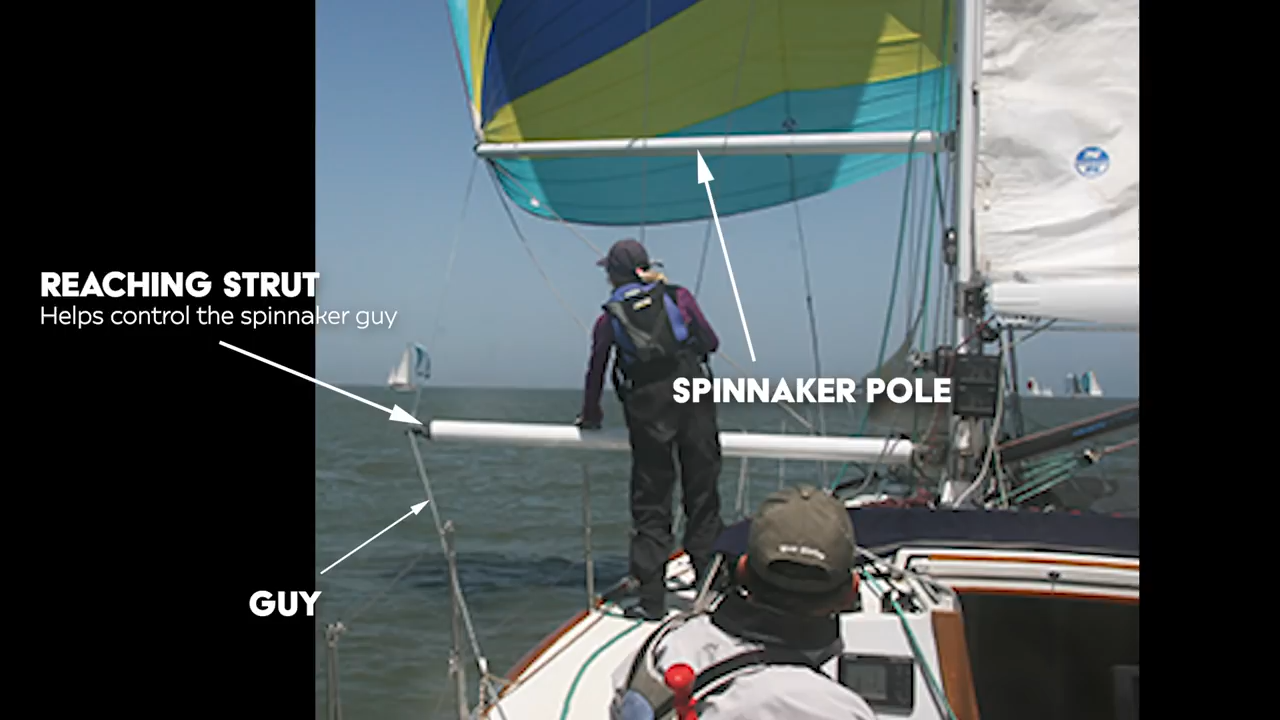 REACHING STRUT
Helps control the spinnaker guy
SPINNAKER POLE
GUY